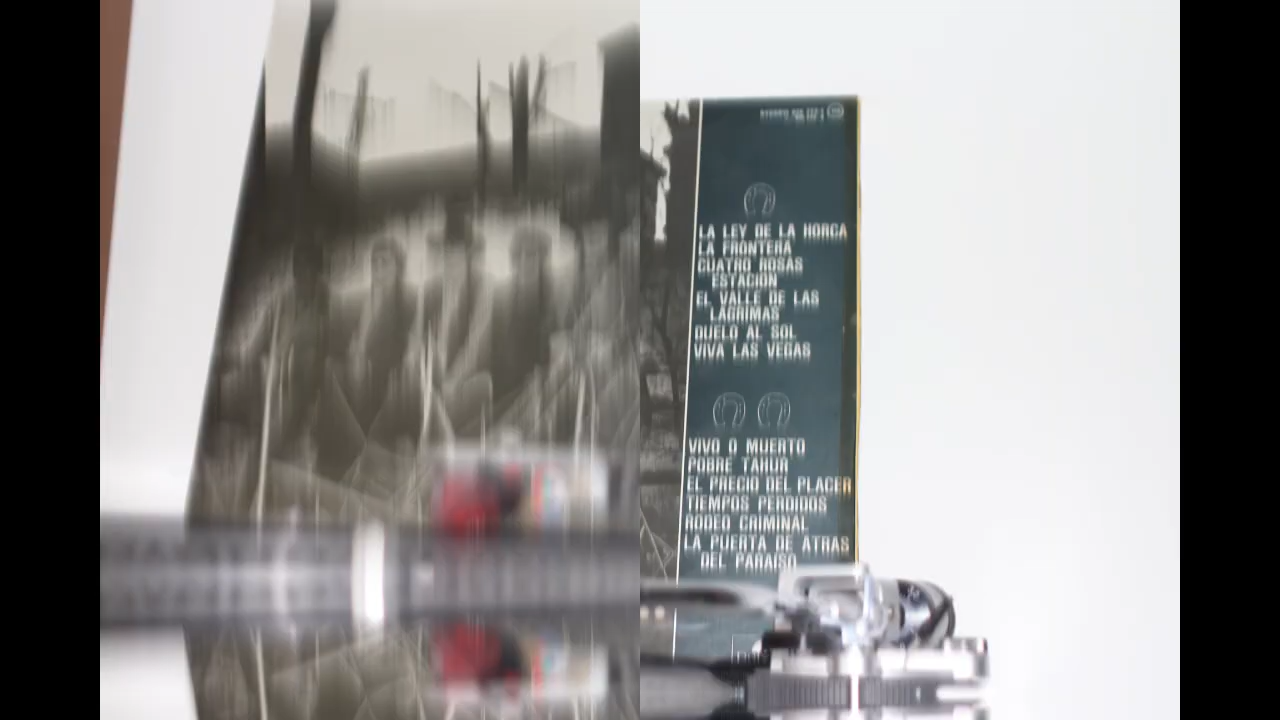 LA LEY DE LA HORCA
LA FRONTERA
CUATRO ROSAS
ESTACION
EL VALLE DE LAS
LAGRIMAS
DUELO AL SOL
VIVA LAS VEGAS
VIVO O MUERTO
POBRE TAHUR
EL PRECIO DEL PLACER
TIEMPOS PERDIDOS
RODEO CRIMINAL
LA PUERTA DE ATRAS
DEL PARAISO